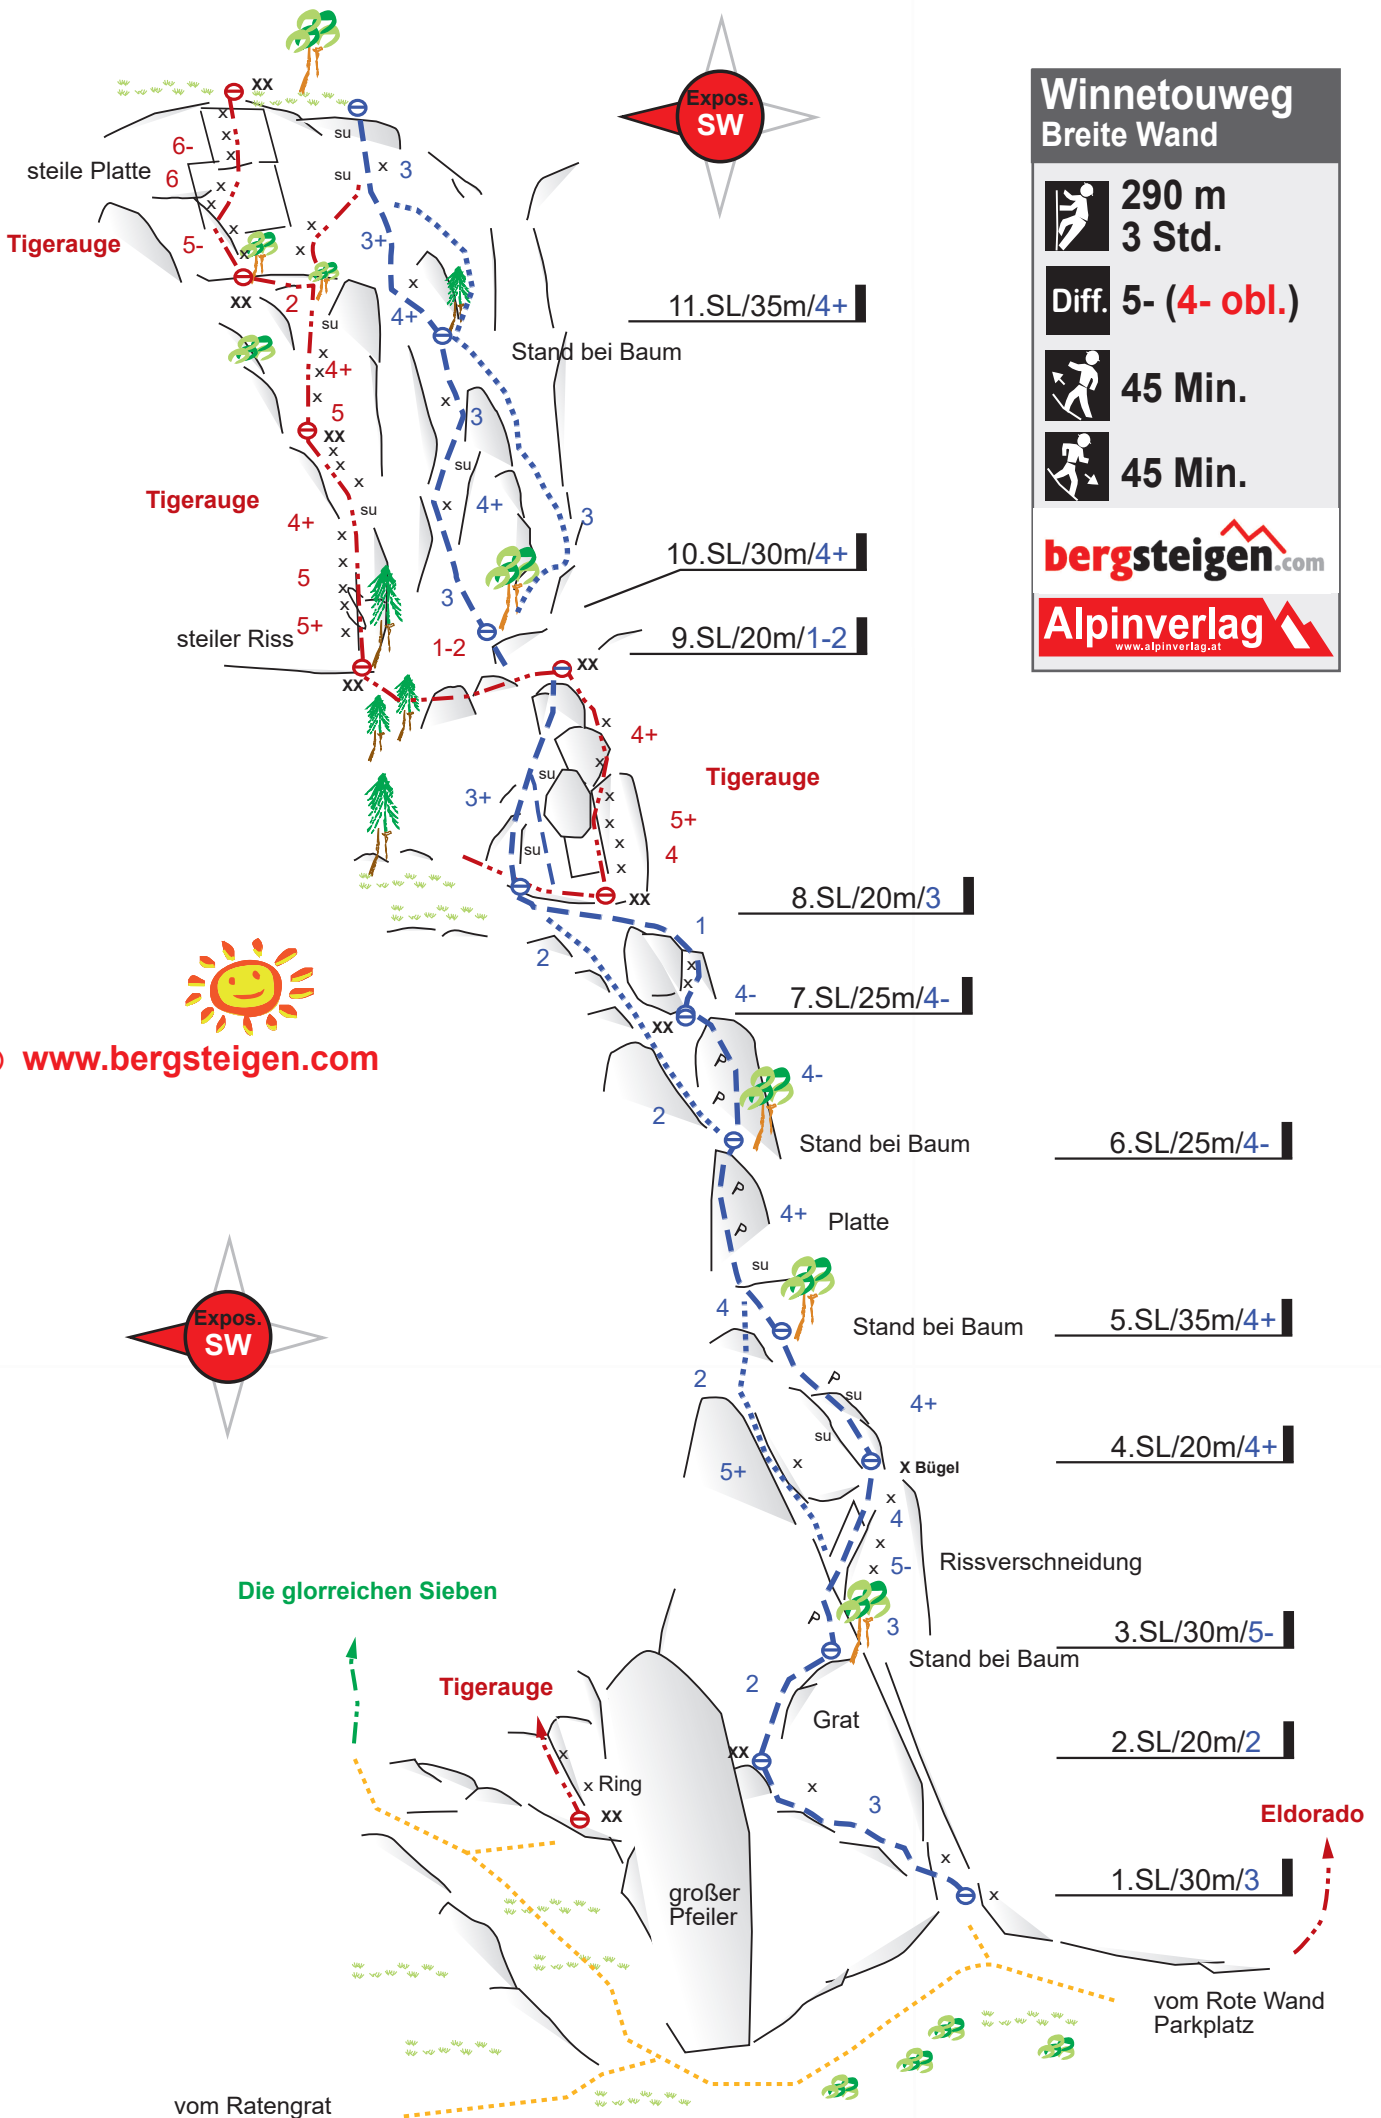 Winnetouweg
Breite Wand
290 m
3 Std.
Diff. 5- (4- obl.)
45 Min.
45 Min.
bergsteigen.com
Alpinverlag
www.alpinverlag.at
Expos.
SW
xx
su
x
3
6-
steile Platte
6
su
Tigerauge
5-
3+
xx
2
su
4+
11.SL/35m/4+
Stand bei Baum
4+
5
xx
3
su
Tigerauge
su
4+
4+
3
10.SL/30m/4+
5
3
5+
steiler Riss
1-2
9.SL/20m/1-2
xx
xx
4+
su
Tigerauge
3+
5+
su
4
xx
8.SL/20m/3
1
2
4-
7.SL/25m/4-
xx
www.bergsteigen.com
P
4-
P
2
Stand bei Baum
6.SL/25m/4-
P
4+
Platte
P
su
4
Stand bei Baum
5.SL/35m/4+
Expos.
SW
2
P
su
4+
su
4.SL/20m/4+
5+
x
X Bügel
x
4
x
5-
x
Rissverschneidung
Die glorreichen Sieben
P
3
3.SL/30m/5-
Stand bei Baum
Tigerauge
2
Grat
2.SL/20m/2
xx
x
x Ring
xx
x
3
Eldorado
x
1.SL/30m/3
x
großer
Pfeiler
vom Rote Wand
Parkplatz
vom Ratengrat